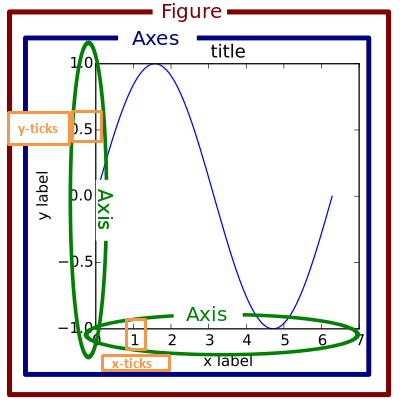 Figure
Axes
title
1.0
y-ticks
0.5
0.0
Axis
y label
−0.5
−1.0
Axis
0 1 2 3 4 5 6 7
x-ticks
x label